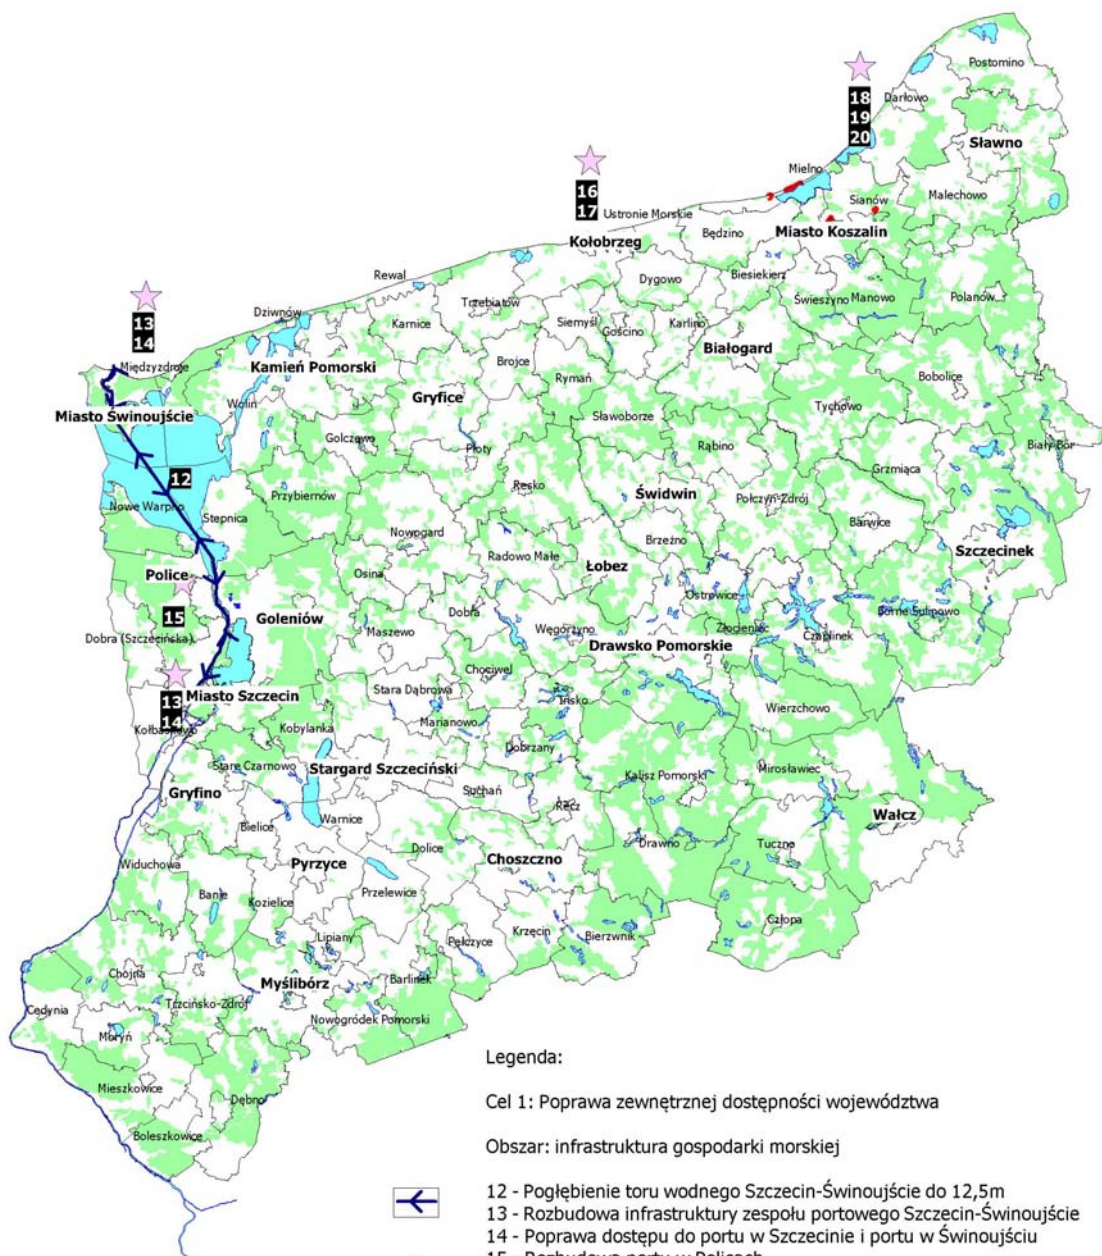 Postomino
18
19
20
Darłowo
Sławno
16
17
Mielno
Sianów
Malechowo
Ustronie Morskie
Kołobrzeg
Będzino
Miasto Koszalin
Rewal
Dygowo
Biesiekierz
Świeszyno
Manowo
Polanów
13
14
Dziwnów
Trzebiatów
Karnice
Siemyśl
Gościno
Karlino
Białogard
Międzyzdroje
Kamień Pomorski
Brojce
Rymań
Bobolice
Wolin
Gryfice
Miasto Świnoujście
Sławoborze
Tychowo
Golczewo
Płoty
Rąbino
Biały Bór
Grzmiąca
12
Przybiernów
Resko
Świdwin
Połczyn-Zdrój
Nowe Warpno
Stepnica
Nowogard
Brzeżno
Barwice
Radowo Małe
Szczecinek
Police
Osina
Łobez
Ostrowice
15
Goleniów
Dobra
Borne Sulinowo
Dobra (Szczecińska)
Maszewo
Węgorzyno
Złocieniec
Czaplinek
Drawsko Pomorskie
Chociwel
Miasto Szczecin
Stara Dąbrowa
Ińsko
13
14
Wierzchowo
Kołbaskowo
Kobylanka
Marianowo
Dobrzany
Stare Czarnowo
Stargard Szczeciński
Kalisz Pomorski
Mirosławiec
Gryfino
Suchań
Recz
Wałcz
Bielice
Warnice
Dolice
Drawno
Tuczno
Widuchowa
Pyrzyce
Choszczno
Banie
Kozielice
Przelewice
Człopa
Lipiany
Pełczyce
Krzęcin
Bierzwnik
Chojna
Myślibórz
Barlinek
Cedynia
Trzcińsko-Zdrój
Nowogródek Pomorski
Moryń
Mieszkowice
Dębno
Boleszkowice
Legenda:
Cel 1: Poprawa zewnętrznej dostępności województwa
Obszar: infrastruktura gospodarki morskiej
12 - Pogłębienie toru wodnego Szczecin-Świnoujście do 12,5m
13 - Rozbudowa infrastruktury zespołu portowego Szczecin-Świnoujście
14 - Poprawa dostępu do portu w Szczecinie i portu w Świnoujściu
15 - Rozbudowa portu w Policach